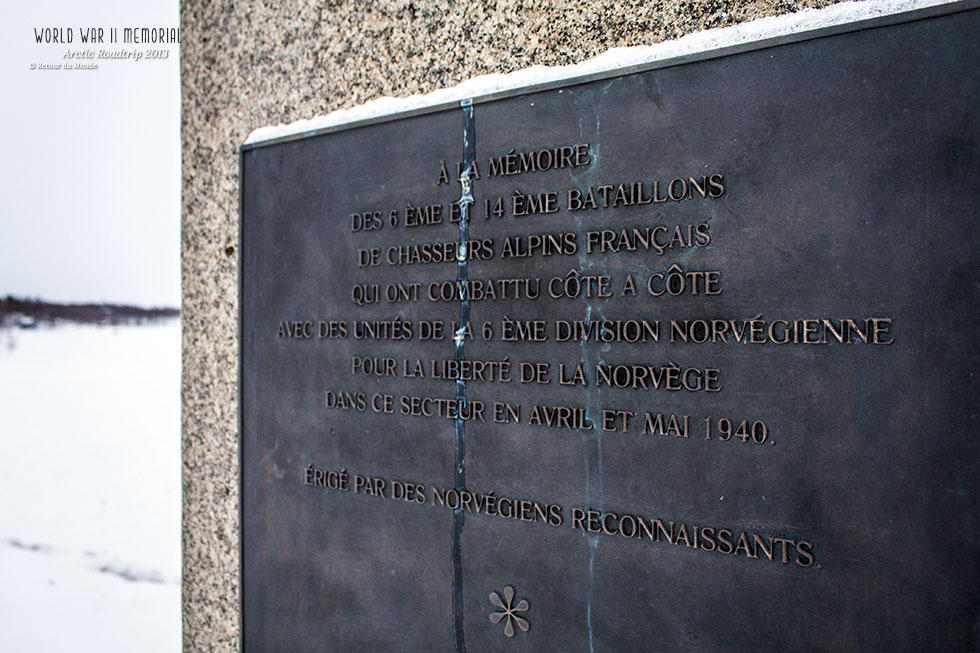 WORLD WAR II MEMORIAL
Arctic Roadtrip 2013
© Retour du Monde
À LA MÉMOIRE
DES 6 ÈME ET 14 ÈME BATAILLONS
DE CHASSEURS ALPINS FRANÇAIS
QUI ONT COMBATTU CÔTE A CÔTE
AVEC DES UNITÉS DE LA 6 ÈME DIVISION NORVÉGIENNE
POUR LA LIBERTÉ DE LA NORVÈGE
DANS CE SECTEUR EN AVRIL ET MAI 1940.
ÉRIGÉ PAR DES NORVÉGIENS RECONNAISSANTS.